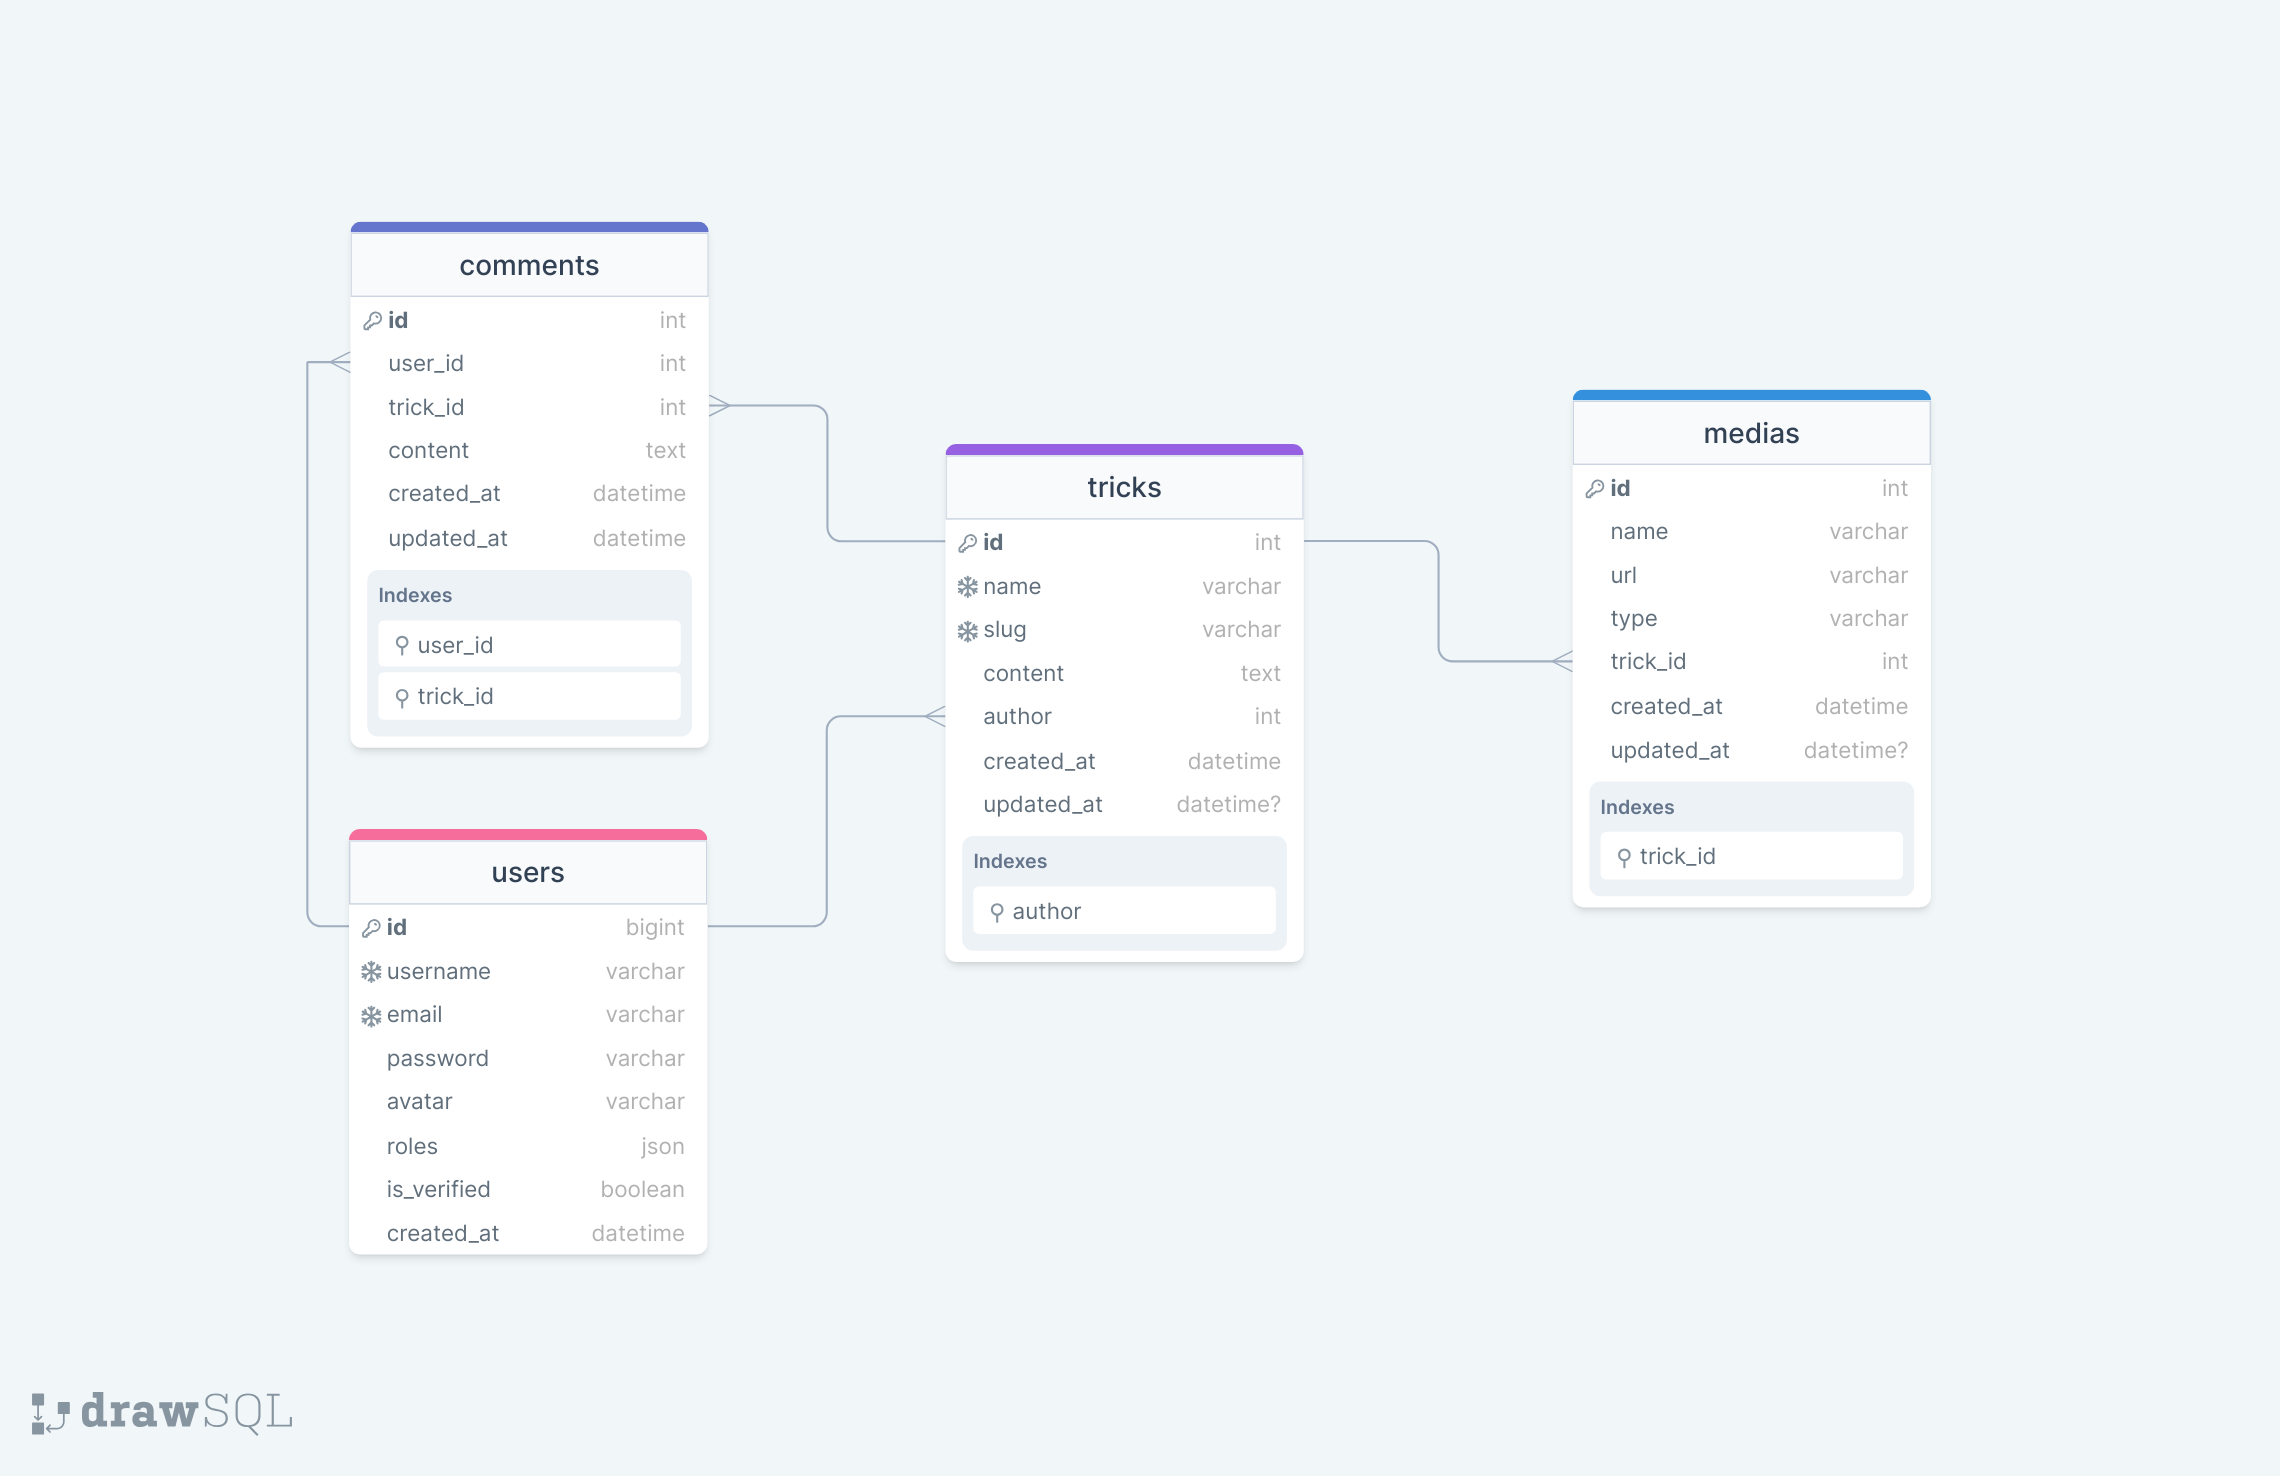 comments
id int
user_id int
trick_id int
content text
created_at datetime
updated_at datetime
Indexes
user_id
trick_id
users
id bigint
username varchar
email varchar
password varchar
avatar varchar
roles json
is_verified boolean
created_at datetime
tricks
id int
name varchar
slug varchar
content text
author int
created_at datetime
updated_at datetime?
Indexes
author
medias
id int
name varchar
url varchar
type varchar
trick_id int
created_at datetime
updated_at datetime?
Indexes
trick_id
drawSQL